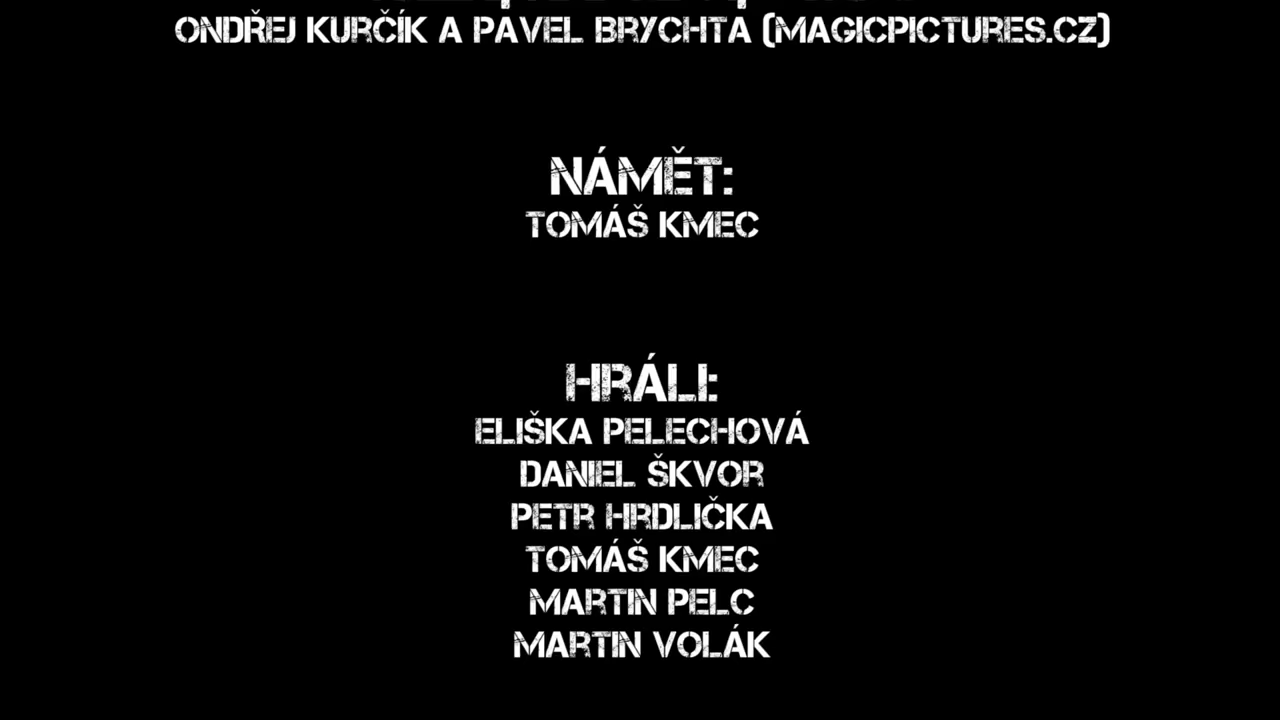 ONDŘEJ KURČÍK A PAVEL BRYCHTA (MAGICPICTURES.CZ)
NÁMĚT:
TOMÁŠ KMEC
HRÁLI:
ELIŠKA PELECHOVÁ
DANIEL ŠKVOR
PETR HRDLIČKA
TOMÁŠ KMEC
MARTIN PELC
MARTIN VOLÁK